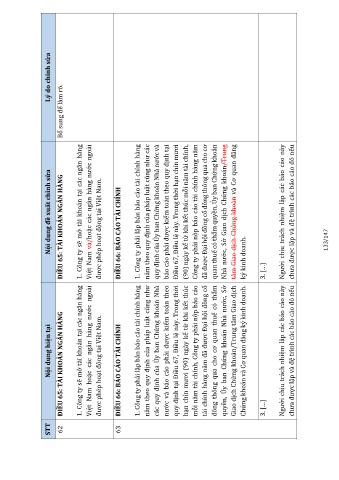 STT
Nội dung hiện tại
Nội dung đề xuất chỉnh sửa
Lý do chỉnh sửa
62
ĐIỀU 65: TÀI KHOẢN NGÂN HÀNG
1. Công ty sẽ mở tài khoản tại các ngân hàng
Việt Nam hoặc các ngân hàng nước ngoài
được phép hoạt động tại Việt Nam.
ĐIỀU 65: TÀI KHOẢN NGÂN HÀNG
1. Công ty sẽ mở tài khoản tại các ngân hàng
Việt Nam và/hoặc các ngân hàng nước ngoài
được phép hoạt động tại Việt Nam.
Bổ sung để làm rõ.
63
ĐIỀU 66: BÁO CÁO TÀI CHÍNH
1. Công ty phải lập bản báo cáo tài chính hàng
năm theo quy định của pháp luật cũng như
các quy định của Ủy ban Chứng khoán Nhà
nước và báo cáo phải được kiểm toán theo
quy định tại Điều 67, Điều lệ này. Trong thời
hạn chín mươi (90) ngày kể từ khi kết thúc
mỗi năm tài chính, Công ty phải nộp báo cáo
tài chính hàng năm đã được Đại hội đồng cổ
đông thông qua cho cơ quan thuế có thẩm
quyền, Ủy ban Chứng khoán Nhà nước, Sở
Giao dịch Chứng khoán/Trung tâm Giao dịch
Chứng khoán và Cơ quan đăng ký kinh doanh.
ĐIỀU 66: BÁO CÁO TÀI CHÍNH
1. Công ty phải lập bản báo cáo tài chính hàng
năm theo quy định của pháp luật cũng như các
quy định của Ủy ban Chứng khoán Nhà nước và
báo cáo phải được kiểm toán theo quy định tại
Điều 67, Điều lệ này. Trong thời hạn chín mươi
(90) ngày kể từ khi kết thúc mỗi năm tài chính,
Công ty phải nộp báo cáo tài chính hàng năm
đã được Đại hội đồng cổ đông thông qua cho cơ
quan thuế có thẩm quyền, Ủy ban Chứng khoán
Nhà nước, Sở Giao dịch Chứng khoán/Trung
tâm Giao dịch Chứng khoán và Cơ quan đăng
ký kinh doanh.
3. [...]
Người chịu trách nhiệm lập các báo cáo này
chưa được lập và đệ trình các báo cáo đó nếu
3. [...]
Người chịu trách nhiệm lập các báo cáo này
chưa được lập và đệ trình các báo cáo đó nếu
133/147